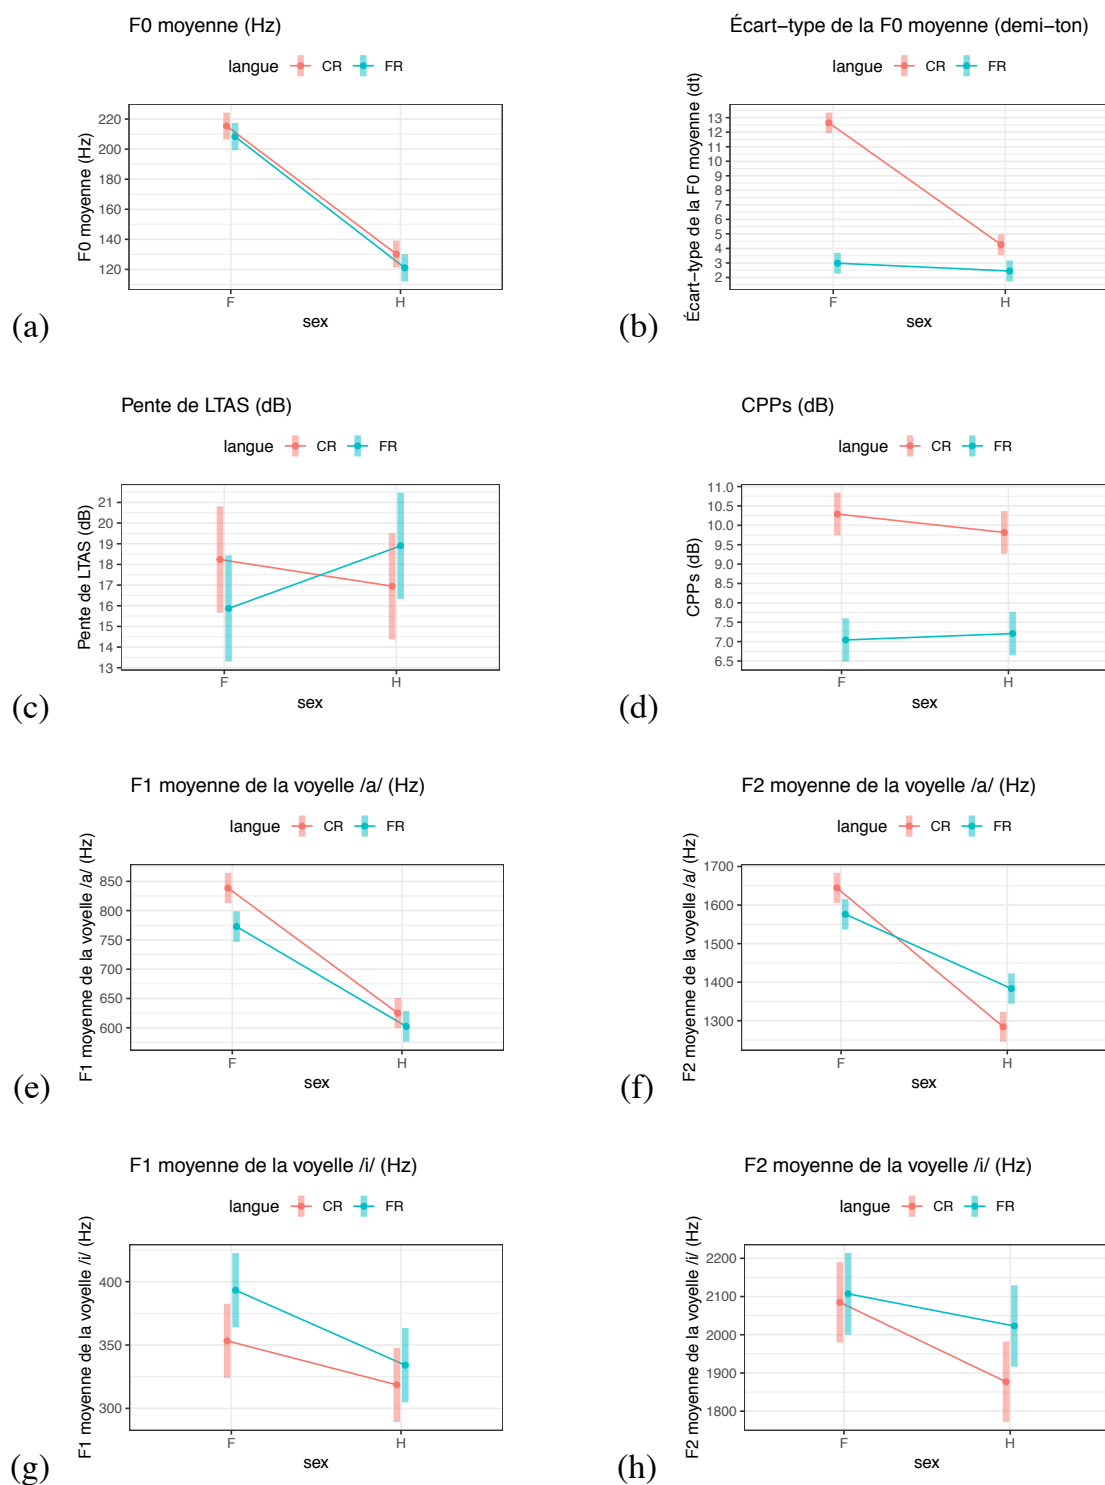 F0 moyenne (Hz)
langue CR FR
F0 moyenne (Hz)
220
200
180
160
140
120
F H
sex
(a)
Écart−type de la F0 moyenne (demi−ton)
langue CR FR
Écart−type de la F0 moyenne (dt)
13
12
11
10
9
8
7
6
5
4
3
2
F H
sex
(b)
Pente de LTAS (dB)
langue CR FR
Pente de LTAS (dB)
21
20
19
18
17
16
15
14
13
F H
sex
(c)
CPPs (dB)
langue CR FR
CPPs (dB)
11.0
10.5
10.0
9.5
9.0
8.5
8.0
7.5
7.0
6.5
F H
sex
(d)
F1 moyenne de la voyelle /a/ (Hz)
langue CR FR
F1 moyenne de la voyelle /a/ (Hz)
850
800
750
700
650
600
F H
sex
(e)
F2 moyenne de la voyelle /a/ (Hz)
langue CR FR
F2 moyenne de la voyelle /a/ (Hz)
1700
1600
1500
1400
1300
F H
sex
(f)
F1 moyenne de la voyelle /i/ (Hz)
langue CR FR
F1 moyenne de la voyelle /i/ (Hz)
400
350
300
F H
sex
(g)
F2 moyenne de la voyelle /i/ (Hz)
langue CR FR
F2 moyenne de la voyelle /i/ (Hz)
2200
2100
2000
1900
1800
F H
sex
(h)